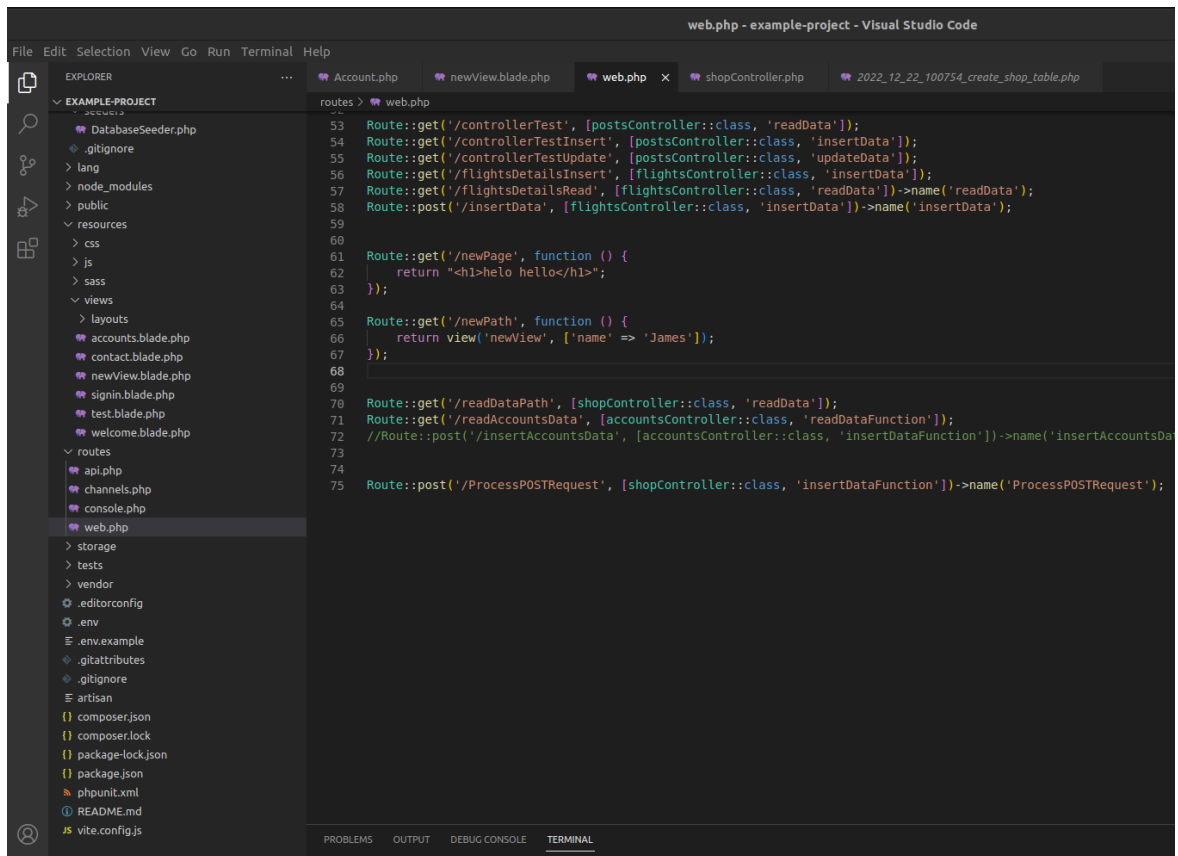 web.php - example-project - Visual Studio Code
File Edit Selection View Go Run Terminal Help
EXPLORER
EXAMPLE-PROJECT
seeders
DatabaseSeeder.php
.gitignore
lang
node_modules
public
resources
css
js
sass
views
layouts
accounts.blade.php
contact.blade.php
newView.blade.php
signin.blade.php
test.blade.php
welcome.blade.php
routes
api.php
channels.php
console.php
web.php
storage
tests
vendor
.editorconfig
.env
.env.example
.gitattributes
.gitignore
artisan
{} composer.json
{} composer.lock
{} package-lock.json
{} package.json
phpunit.xml
README.md
JS vite.config.js
Account.php newView.blade.php web.php shopController.php 2022_12_22_100754_create_shop_table.php
routes > web.php
52
53 Route::get('/controllerTest', [postsController::class, 'readData']);
54 Route::get('/controllerTestInsert', [postsController::class, 'insertData']);
55 Route::get('/controllerTestUpdate', [postsController::class, 'updateData']);
56 Route::get('/flightsDetailsInsert', [flightsController::class, 'insertData']);
57 Route::get('/flightsDetailsRead', [flightsController::class, 'readData'])->name('readData');
58 Route::post('/insertData', [flightsController::class, 'insertData'])->name('insertData');
59
60
61 Route::get('/newPage', function () {
62 return "<h1>helo hello</h1>";
63 });
64
65 Route::get('/newPath', function () {
66 return view('newView', ['name' => 'James']);
67 });
68
69
70 Route::get('/readDataPath', [shopController::class, 'readData']);
71 Route::get('/readAccountsData', [accountsController::class, 'readDataFunction']);
72 //Route::post('/insertAccountsData', [accountsController::class, 'insertDataFunction'])->name('insertAccountsDat
73
74
75 Route::post('/ProcessPOSTRequest', [shopController::class, 'insertDataFunction'])->name('ProcessPOSTRequest');
PROBLEMS OUTPUT DEBUG CONSOLE TERMINAL